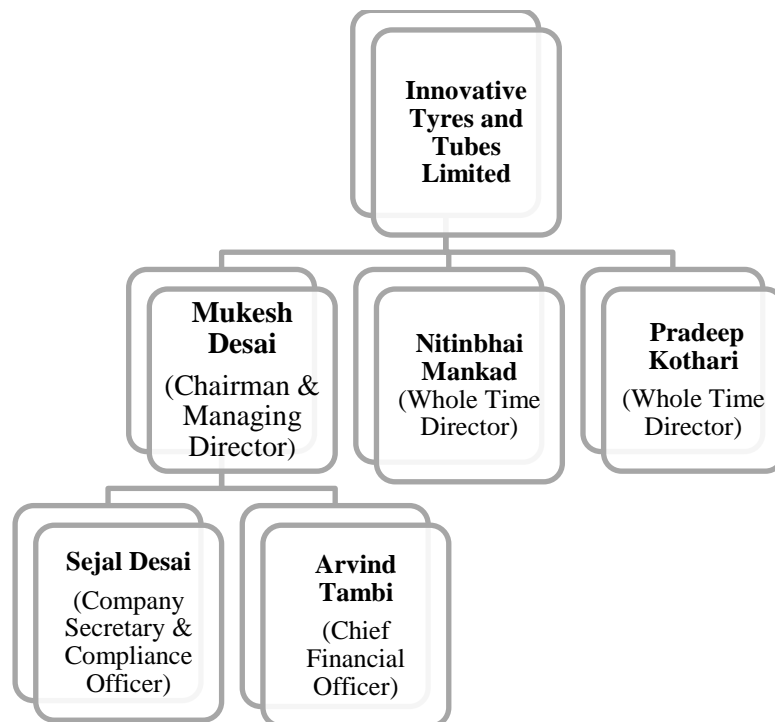 Innovative
Tyres and
Tubes
Limited
Mukesh
Desai
(Chairman &
Managing
Director)
Nitinbhai
Mankad
(Whole Time
Director)
Pradeep
Kothari
(Whole Time
Director)
Sejal Desai
(Company
Secretary &
Compliance
Officer)
Arvind
Tambi
(Chief
Financial
Officer)